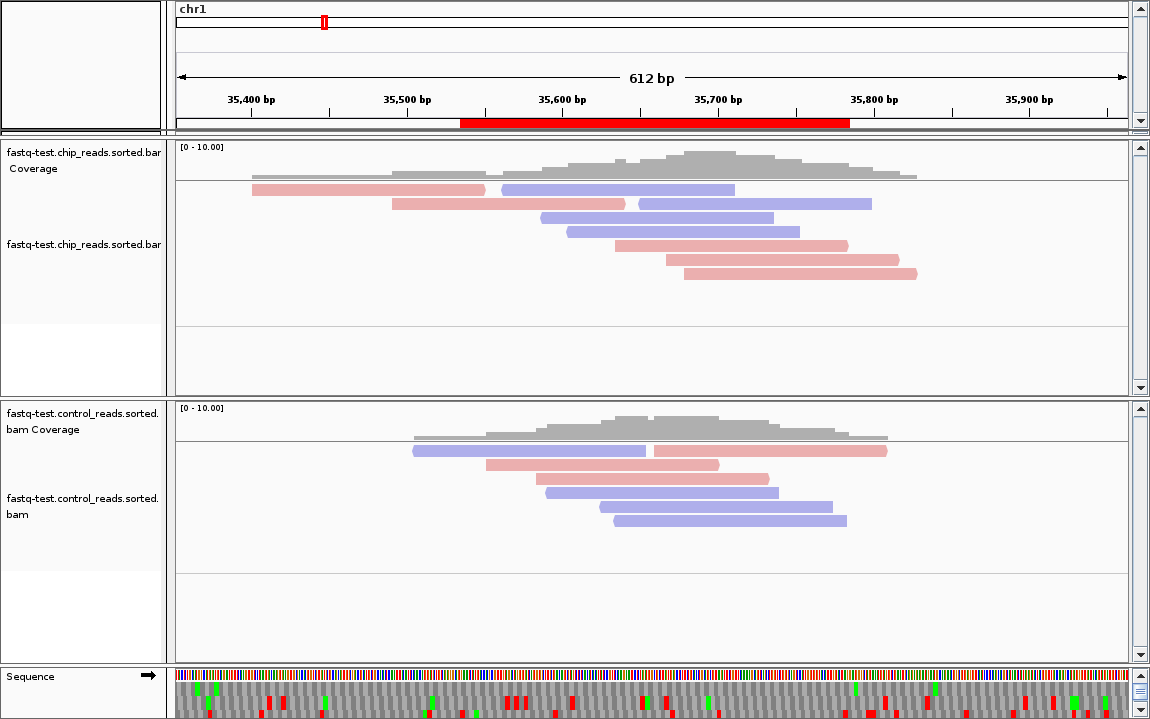 chr1
612 bp
35,400 bp 35,500 bp 35,600 bp 35,700 bp 35,800 bp 35,900 bp
fastq-test.chip_reads.sorted.bar
Coverage
[0 - 10.00]
fastq-test.chip_reads.sorted.bar
fastq-test.control_reads.sorted.
bam Coverage
[0 - 10.00]
fastq-test.control_reads.sorted.
bam
Sequence